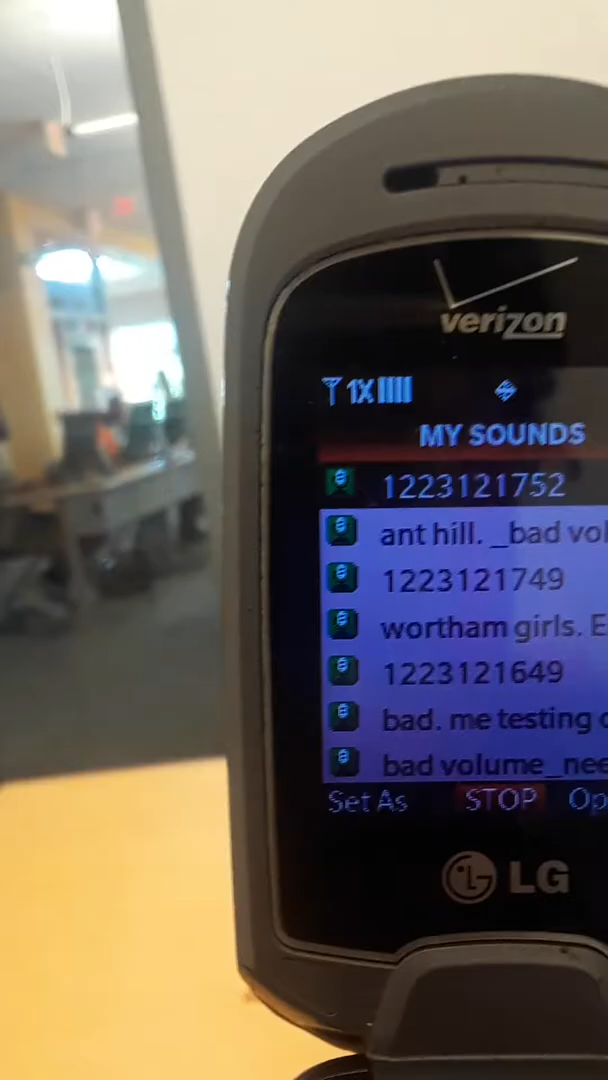 verizon
1X
MY SOUNDS
1223121752
ant hill. _bad vol
1223121749
wortham girls. E
1223121649
bad. me testing
bad volume_nee
Set As STOP Op
LG